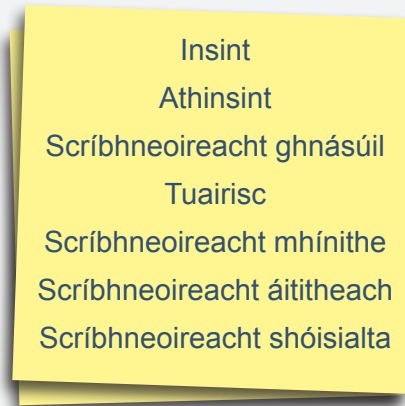 Insint
Athinsint
Scríbhneoireacht ghnásúil
Tuairisc
Scríbhneoireacht mhínithe
Scríbhneoireacht áititheach
Scríbhneoireacht shóisialta